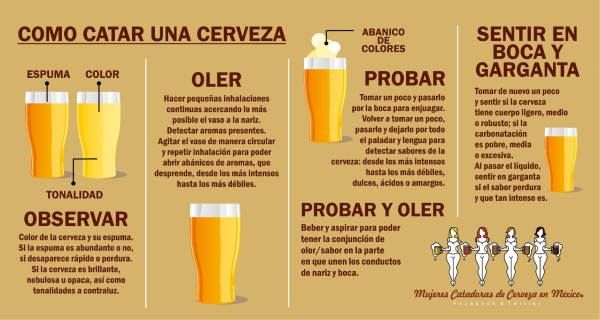 COMO CATAR UNA CERVEZA
ESPUMA
COLOR
TONALIDAD
OBSERVAR
Color de la cerveza y su espuma.
Si la espuma es abundante o no,
si desaparece rápido o perdura.
Si la cerveza es brillante,
nebulosa u opaca, así como
tonalidades a contraluz.
OLER
Hacer pequeñas inhalaciones
continuas acercando lo más
posible el vaso a la nariz.
Detectar aromas presentes.
Agitar el vaso de manera circular
y repetir inhalación para poder
abrir abánicos de aromas, que
desprende, desde los más intensos
hasta los más débiles.
ABANICO
DE
COLORES
PROBAR
Tomar un poco y pasarlo
por la boca para enjuagar.
Volver a tomar un poco,
pasarlo y dejarlo por todo
el paladar y lengua para
detectar sabores de la
cerveza: desde los más intensos
hasta los más débiles,
dulces, ácidos o amargos.
PROBAR Y OLER
Beber y aspirar para poder
tener la conjunción de
olor/sabor en la parte
en que unen los conductos
de nariz y boca.
SENTIR EN
BOCA Y
GARGANTA
Tomar de nuevo un poco
y sentir si la cerveza
tiene cuerpo ligero, medio
o robusto; si la
carbonatación
es pobre, media
o excesiva.
Al pasar el líquido,
sentir en garganta
si el sabor perdura
y que tan intenso es.
Mujeres Catadoras de Cerveza en México
Facebook & Twitter